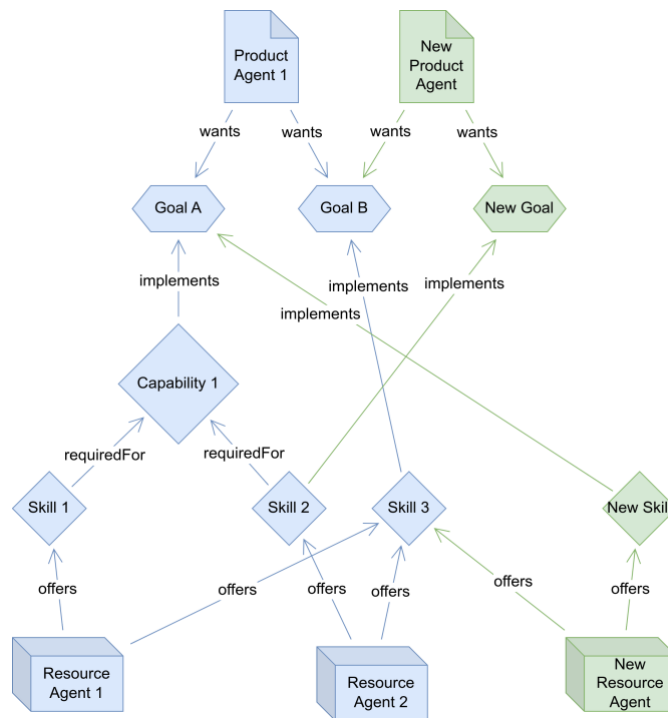 Product
Agent 1
New
Product
Agent
wants
wants
wants
wants
Goal A
Goal B
New Goal
implements
implements
implements
implements
Capability 1
requiredFor
requiredFor
Skill 1
Skill 2
Skill 3
New Skill
offers
offers
offers
offers
offers
offers
Resource
Agent 1
Resource
Agent 2
New
Resource
Agent